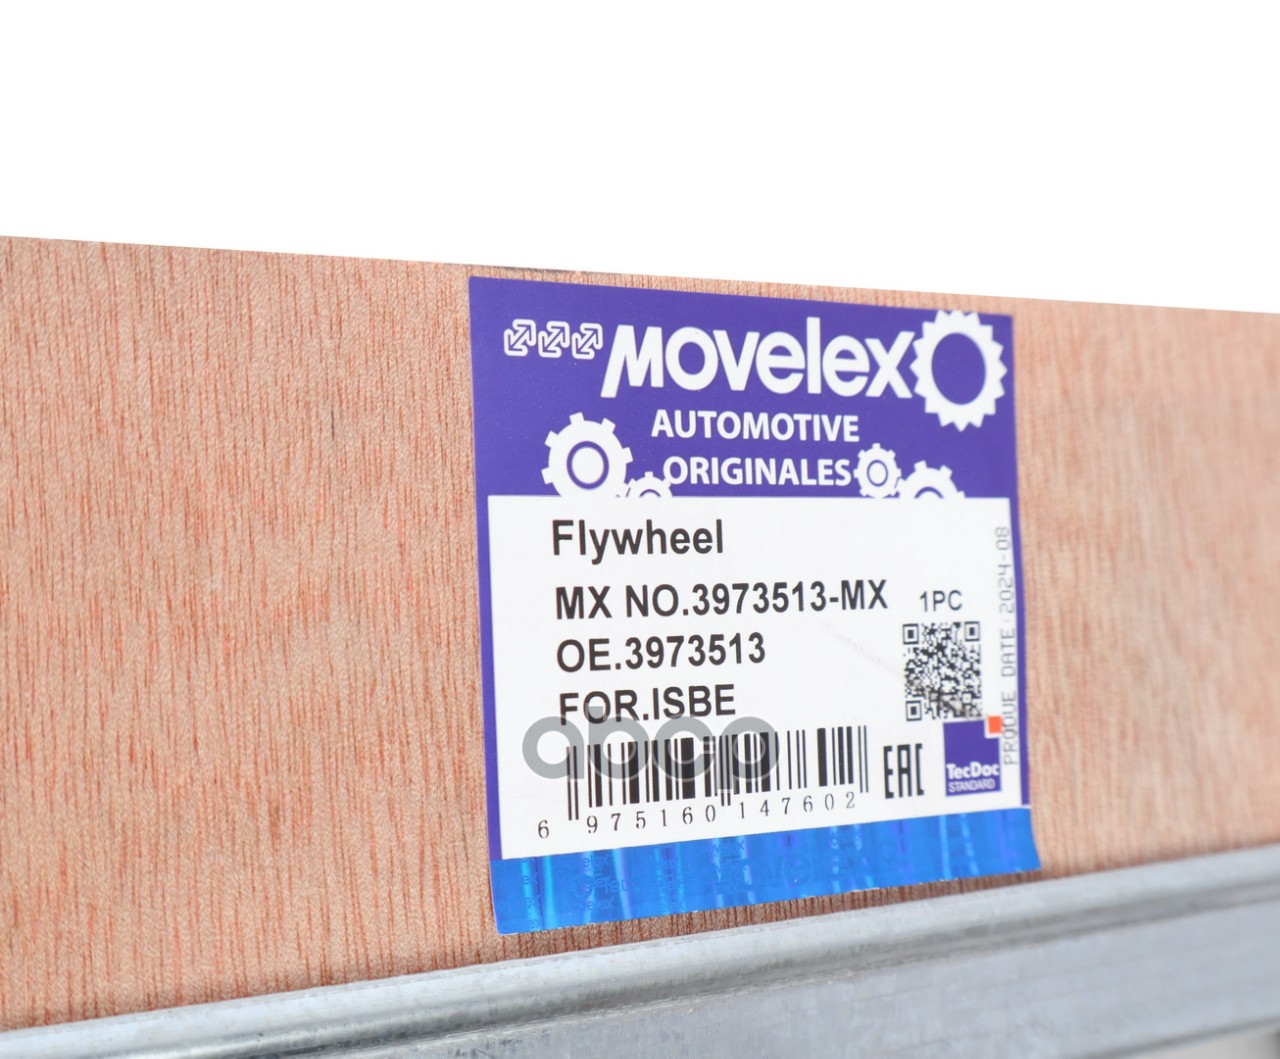 movelex
AUTOMOTIVE
ORIGINALES
Flywheel
MX NO.3973513-MX
1PC
OE.3973513
FOR.ISBE
PRODUE DATE:2024-08
abcp
EAC
TecDoc
STANDARD
6 975160 147602